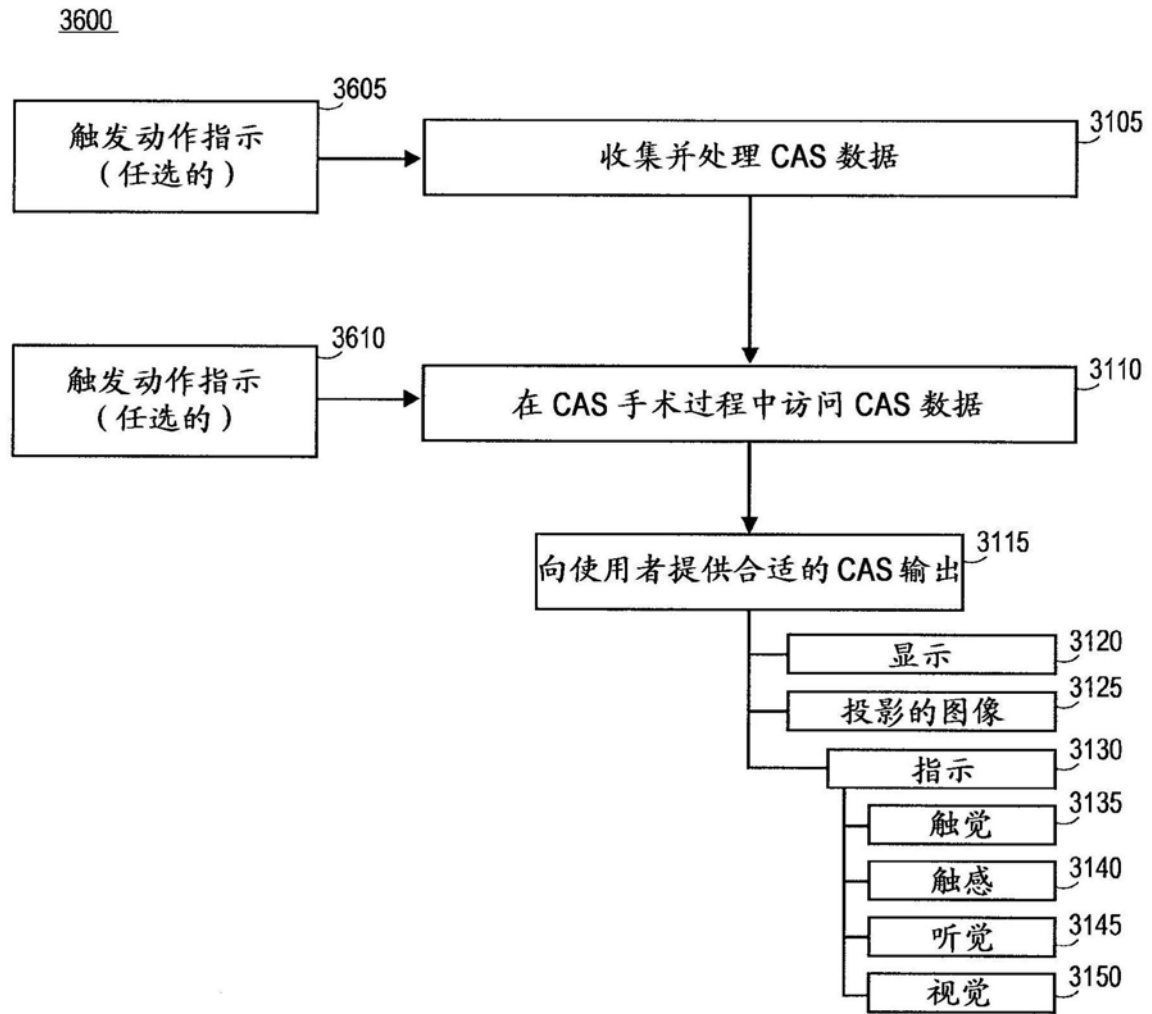 3600
3605
触发动作指示
(任选的)
3105
收集并处理 CAS 数据
3610
触发动作指示
(任选的)
3110
在 CAS 手术过程中访问 CAS 数据
3115
向使用者提供合适的 CAS 输出
3120
显示
3125
投影的图像
3130
指示
3135
触觉
3140
触感
3145
听觉
3150
视觉